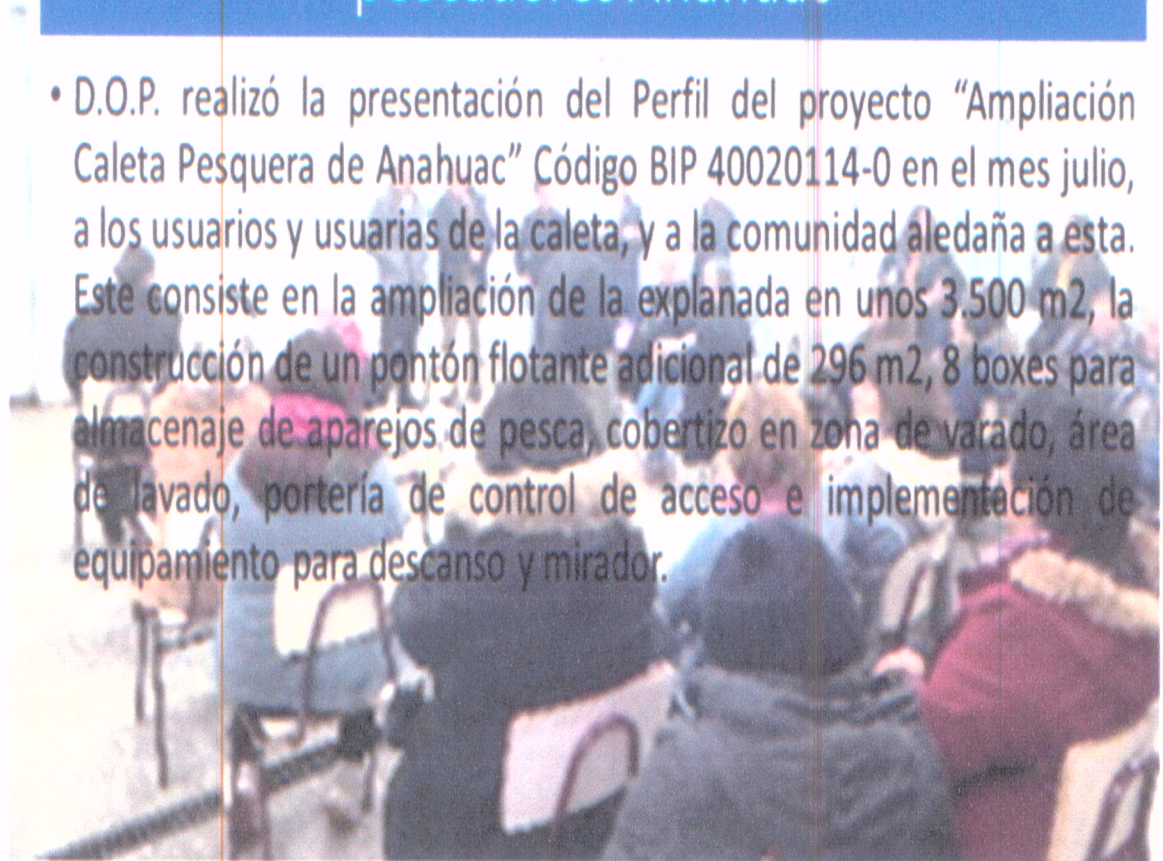 • D.O.P. realizó la presentación del Perfil del proyecto “Ampliación
Caleta Pesquera de Anahuac” Código BIP 40020114-0 en el mes julio,
a los usuarios y usuarias de la caleta, y a la comunidad aledaña a esta.
Este consiste en la ampliación de la explanada en unos 3.500 m2, la
construcción de un pontón flotante adicional de 296 m2, 8 boxes para
almacenaje de aparejos de pesca, cobertizo en zona de varado, área
de lavado, portería de control de acceso e implementación de
equipamiento para descanso y mirador.